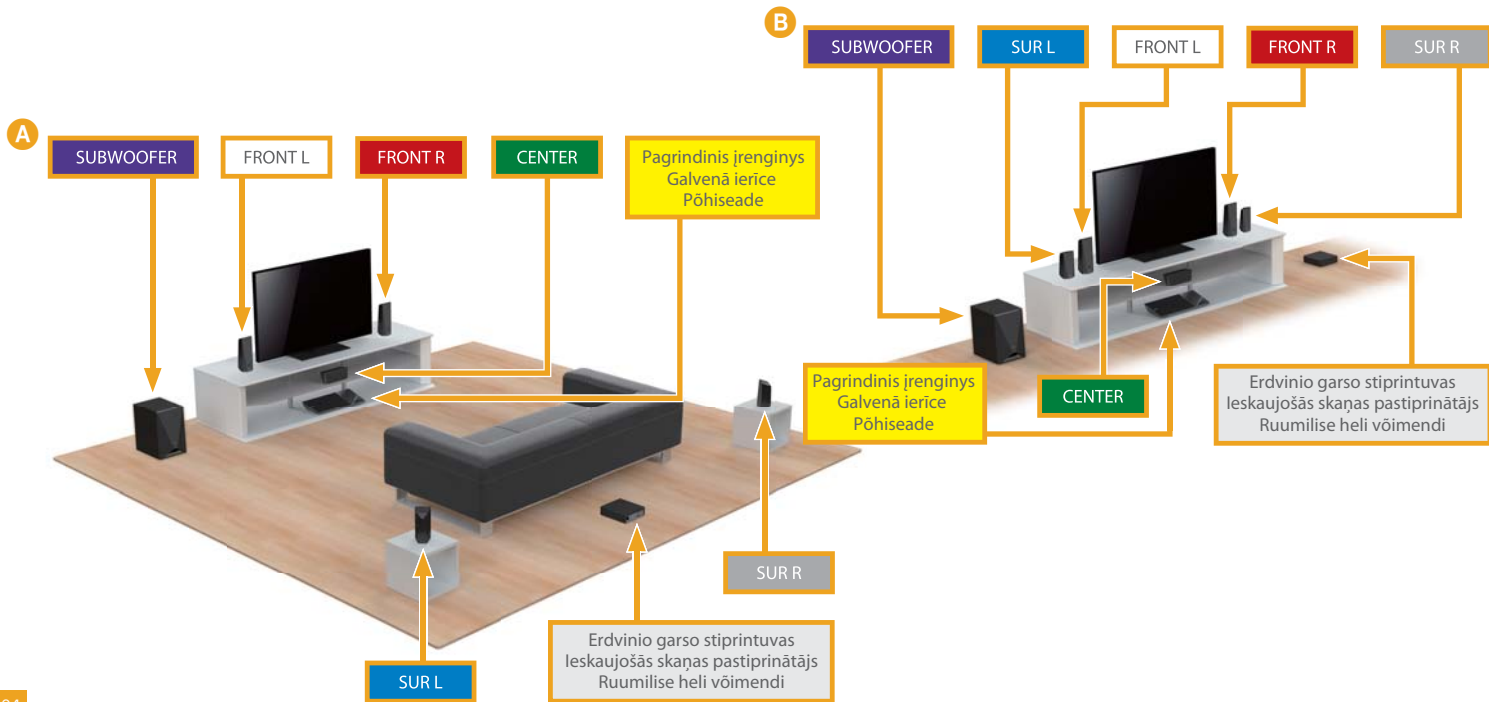 A
SUBWOOFER
FRONT L
FRONT R
CENTER
Pagrindinis įrenginys
Galvenā ierīce
Põhiseade
SUR R
Erdvinio garso stiprintuvas
Ieskaujošās skaņas pastiprinātājs
Ruumilise heli võimendi
SUR L
B
SUBWOOFER
SUR L
FRONT L
FRONT R
SUR R
Pagrindinis įrenginys
Galvenā ierīce
Põhiseade
CENTER
Erdvinio garso stiprintuvas
Ieskaujošās skaņas pastiprinātājs
Ruumilise heli võimendi